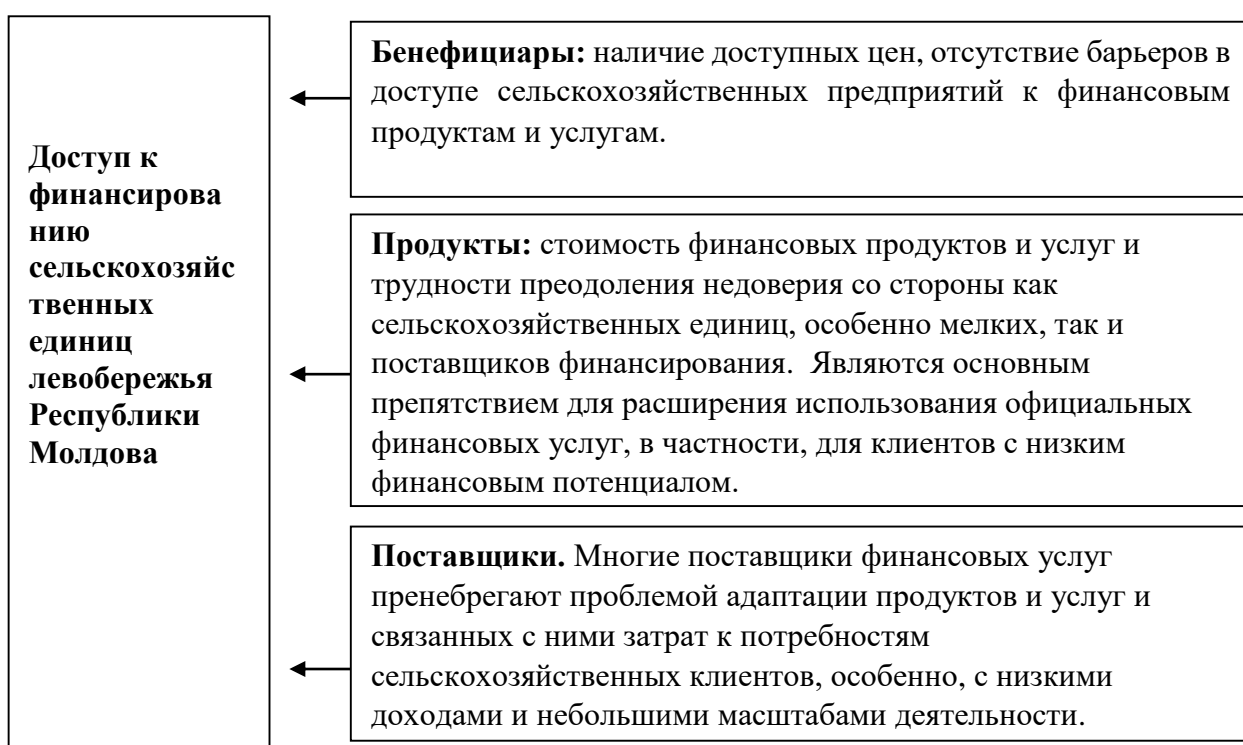 Доступ к
финансирова
нию
сельскохозяйс
твенных
единиц
левобережья
Республики
Молдова
Бенефициары: наличие доступных цен, отсутствие барьеров в
доступе сельскохозяйственных предприятий к финансовым
продуктам и услугам.
Продукты: стоимость финансовых продуктов и услуг и
трудности преодоления недоверия со стороны как
сельскохозяйственных единиц, особенно мелких, так и
поставщиков финансирования. Являются основным
препятствием для расширения использования официальных
финансовых услуг, в частности, для клиентов с низким
финансовым потенциалом.
Поставщики. Многие поставщики финансовых услуг
пренебрегают проблемой адаптации продуктов и услуг и
связанных с ними затрат к потребностям
сельскохозяйственных клиентов, особенно, с низкими
доходами и небольшими масштабами деятельности.